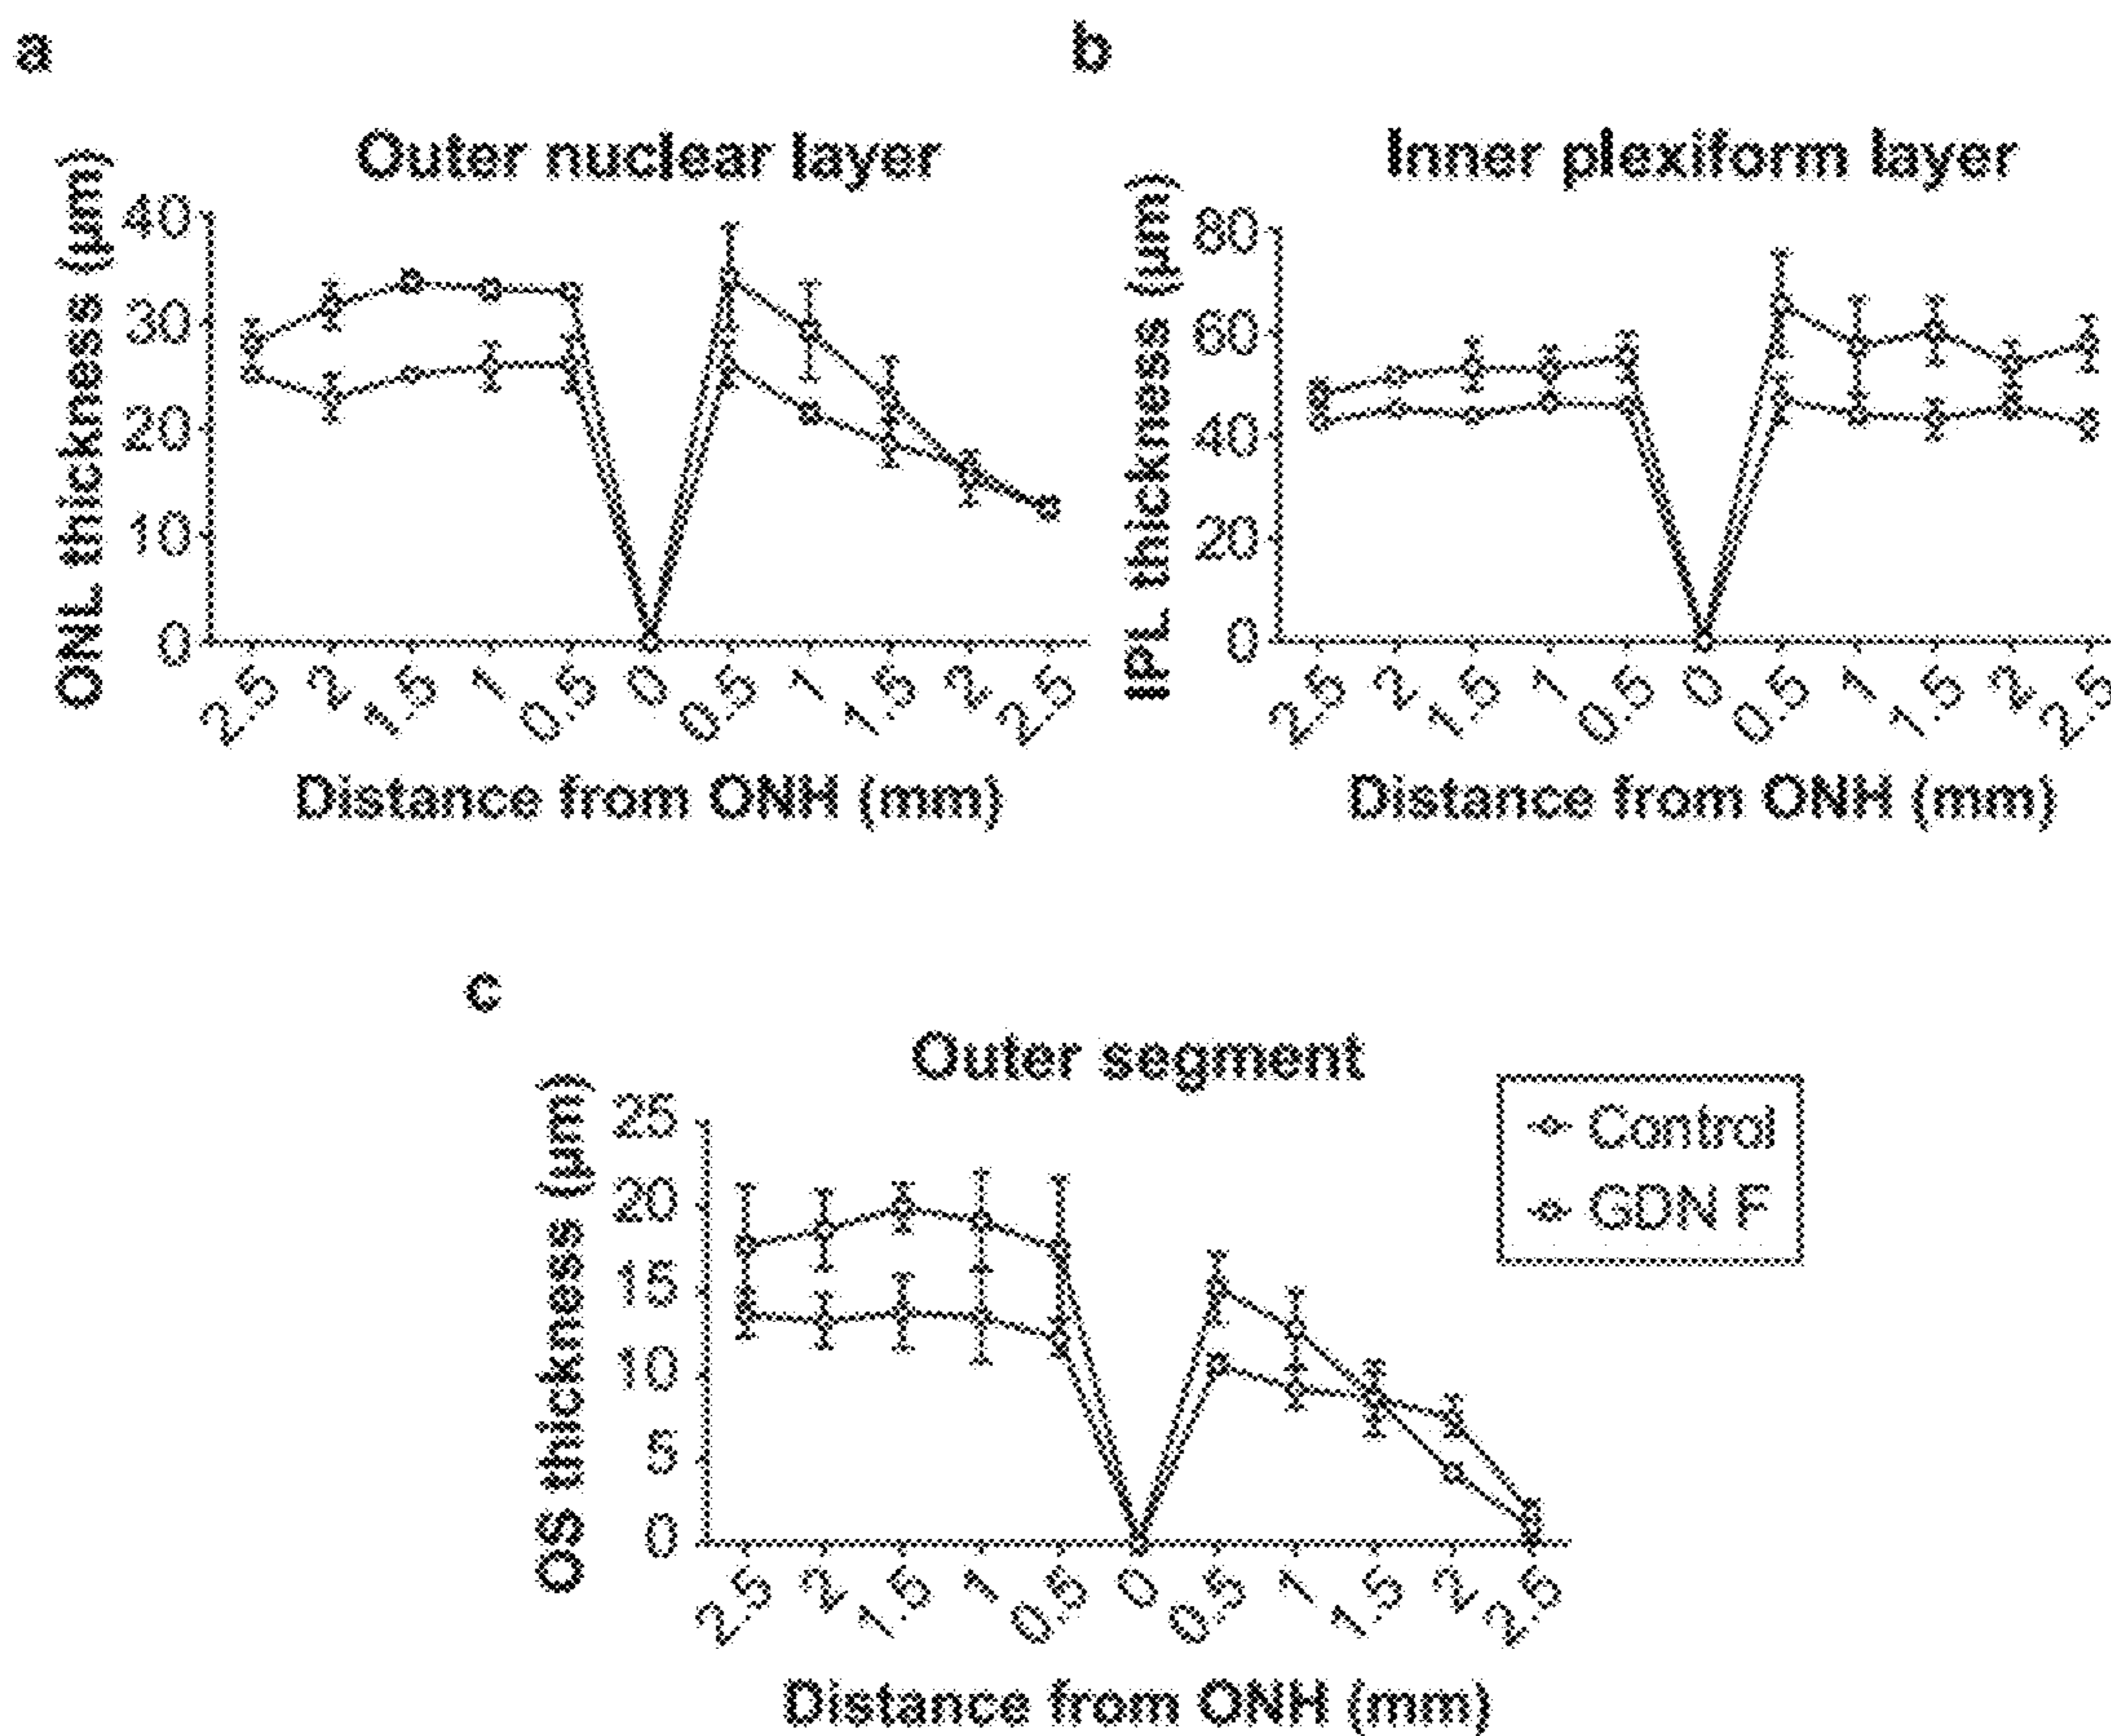 a
Outer nuclear layer
ONL thickness (µm)
40
30
20
10
0
2.5 2 1.5 1 0.5 0 0.5 1 1.5 2 2.5
Distance from ONH (mm)
b
Inner plexiform layer
IPL thickness (µm)
80
60
40
20
0
2.5 2 1.5 1 0.5 0 0.5 1 1.5 2 2.5
Distance from ONH (mm)
c
Outer segment
OS thickness (µm)
25
20
15
10
5
0
2.5 2 1.5 1 0.5 0 0.5 1 1.5 2 2.5
Distance from ONH (mm)
Control
GDN F